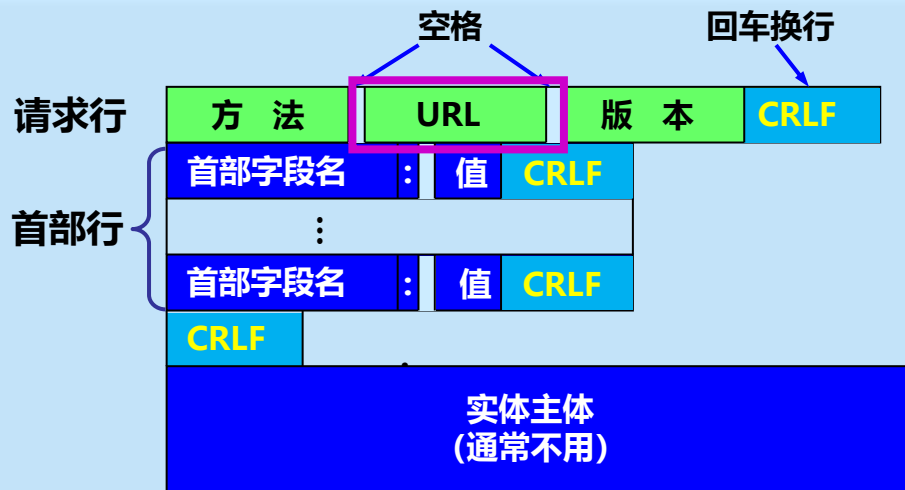 空格 回车换行
请求行 方 法 URL 版 本 CRLF
首部字段名 : 值 CRLF
首部行 ⋮
首部字段名 : 值 CRLF
CRLF
实体主体
(通常不用)